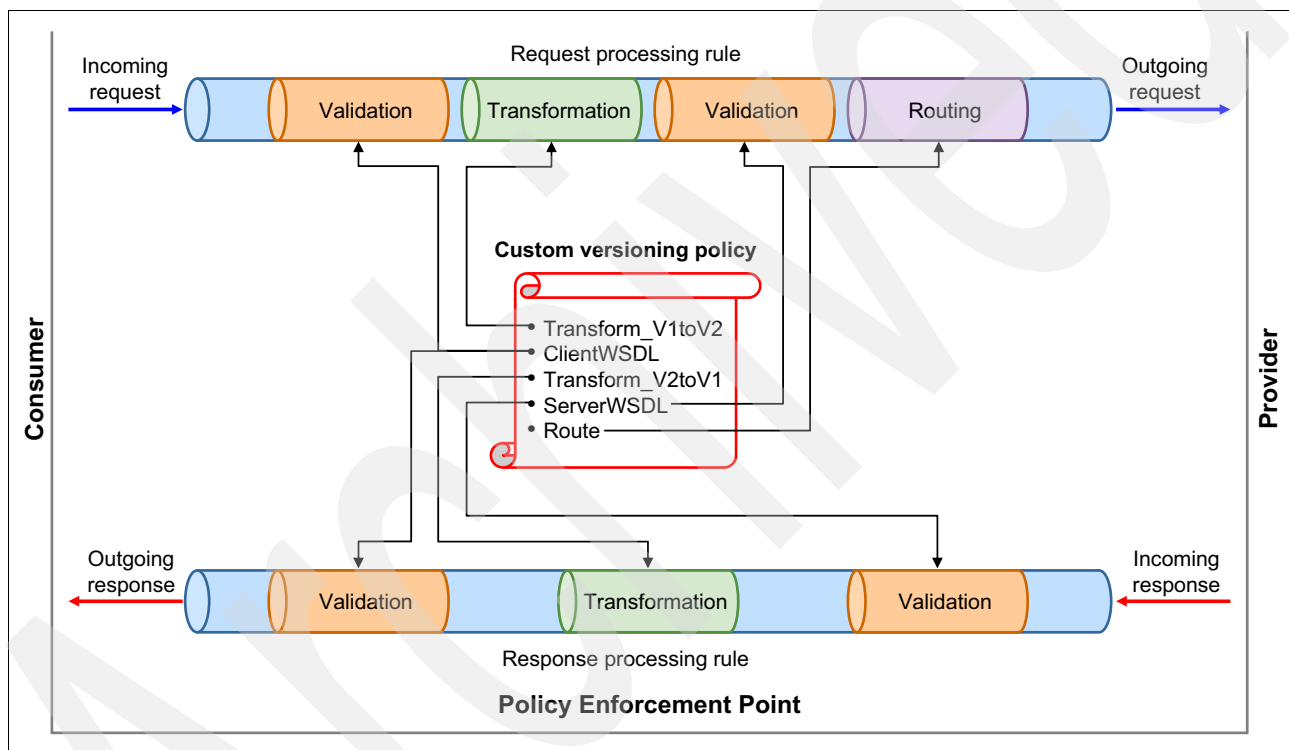 Request processing rule
Incoming
request
Validation
Transformation
Validation
Routing
Outgoing
request
Custom versioning policy
Transform_V1toV2
ClientWSDL
Transform_V2toV1
ServerWSDL
Route
Consumer
Provider
Outgoing
response
Validation
Transformation
Validation
Incoming
response
Response processing rule
Policy Enforcement Point
Archived